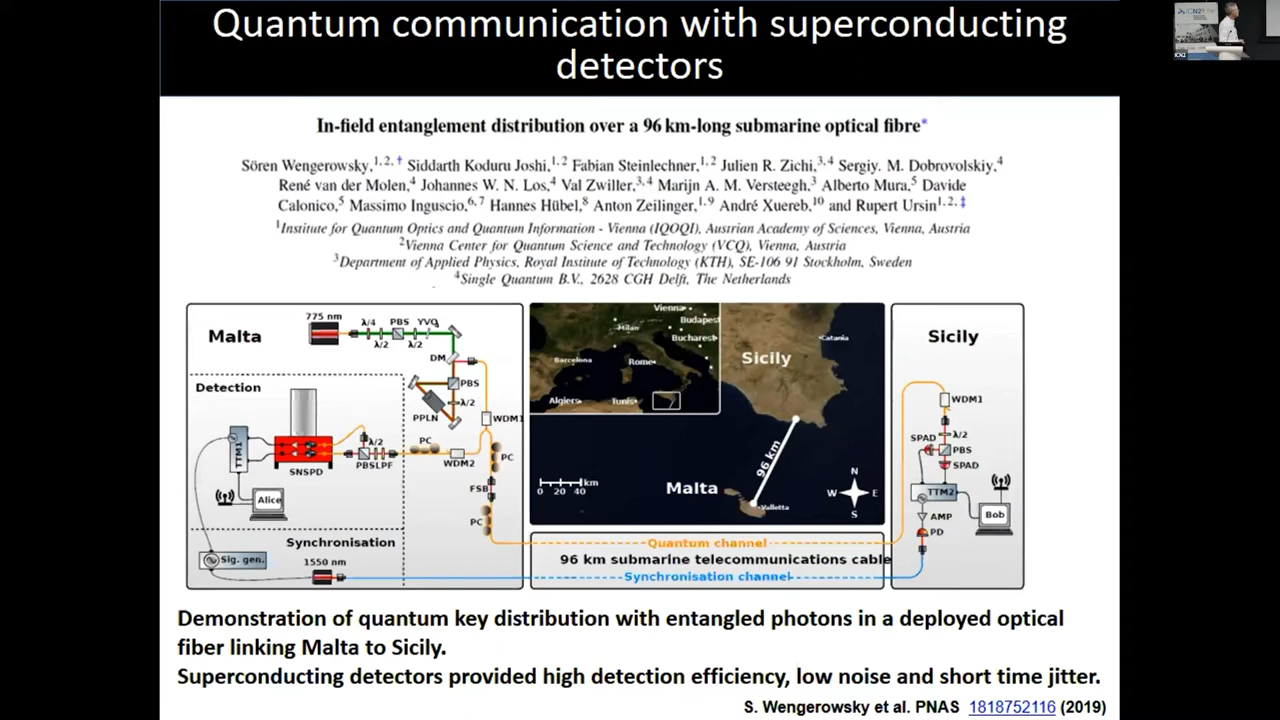 Quantum communication with superconducting
detectors
ICN2
ICN2
In-field entanglement distribution over a 96 km-long submarine optical fibre*
Sören Wengerowsky,1,2,† Siddarth Koduru Joshi,1,2 Fabian Steinlechner,1,2 Julien R. Zichi,3,4 Sergiy. M. Dobrovolskiy,4
René van der Molen,4 Johannes W. N. Los,4 Val Zwiller,3,4 Marijn A. M. Versteegh,3 Alberto Mura,5 Davide
Calonico,5 Massimo Inguscio,6,7 Hannes Hübel,8 Anton Zeilinger,1,9 André Xuereb,10 and Rupert Ursin1,2,‡
1Institute for Quantum Optics and Quantum Information - Vienna (IQOQI), Austrian Academy of Sciences, Vienna, Austria
2Vienna Center for Quantum Science and Technology (VCQ), Vienna, Austria
3Department of Applied Physics, Royal Institute of Technology (KTH), SE-106 91 Stockholm, Sweden
4Single Quantum B.V., 2628 CGH Delft, The Netherlands
Malta
775 nm
λ/4
λ/2
PBS
λ/2
YVO
DM
PBS
λ/2
PPLN
WDM1
Detection
TTM1
SNSPD
λ/2
PBS
LPF
PC
WDM2
PC
FSB
PC
Alice
Synchronisation
Sig. gen.
1550 nm
Vienna
Milan
Budapest
Bucharest
Barcelona
Rome
Algiers
Tunis
Sicily
Catania
96 km
km
0 20 40
Malta
Valletta
N
W E
S
Quantum channel
96 km submarine telecommunications cable
Synchronisation channel
Sicily
WDM1
λ/2
SPAD
PBS
SPAD
TTM2
AMP
PD
Bob
Demonstration of quantum key distribution with entangled photons in a deployed optical
fiber linking Malta to Sicily.
Superconducting detectors provided high detection efficiency, low noise and short time jitter.
S. Wengerowsky et al. PNAS 1818752116 (2019)